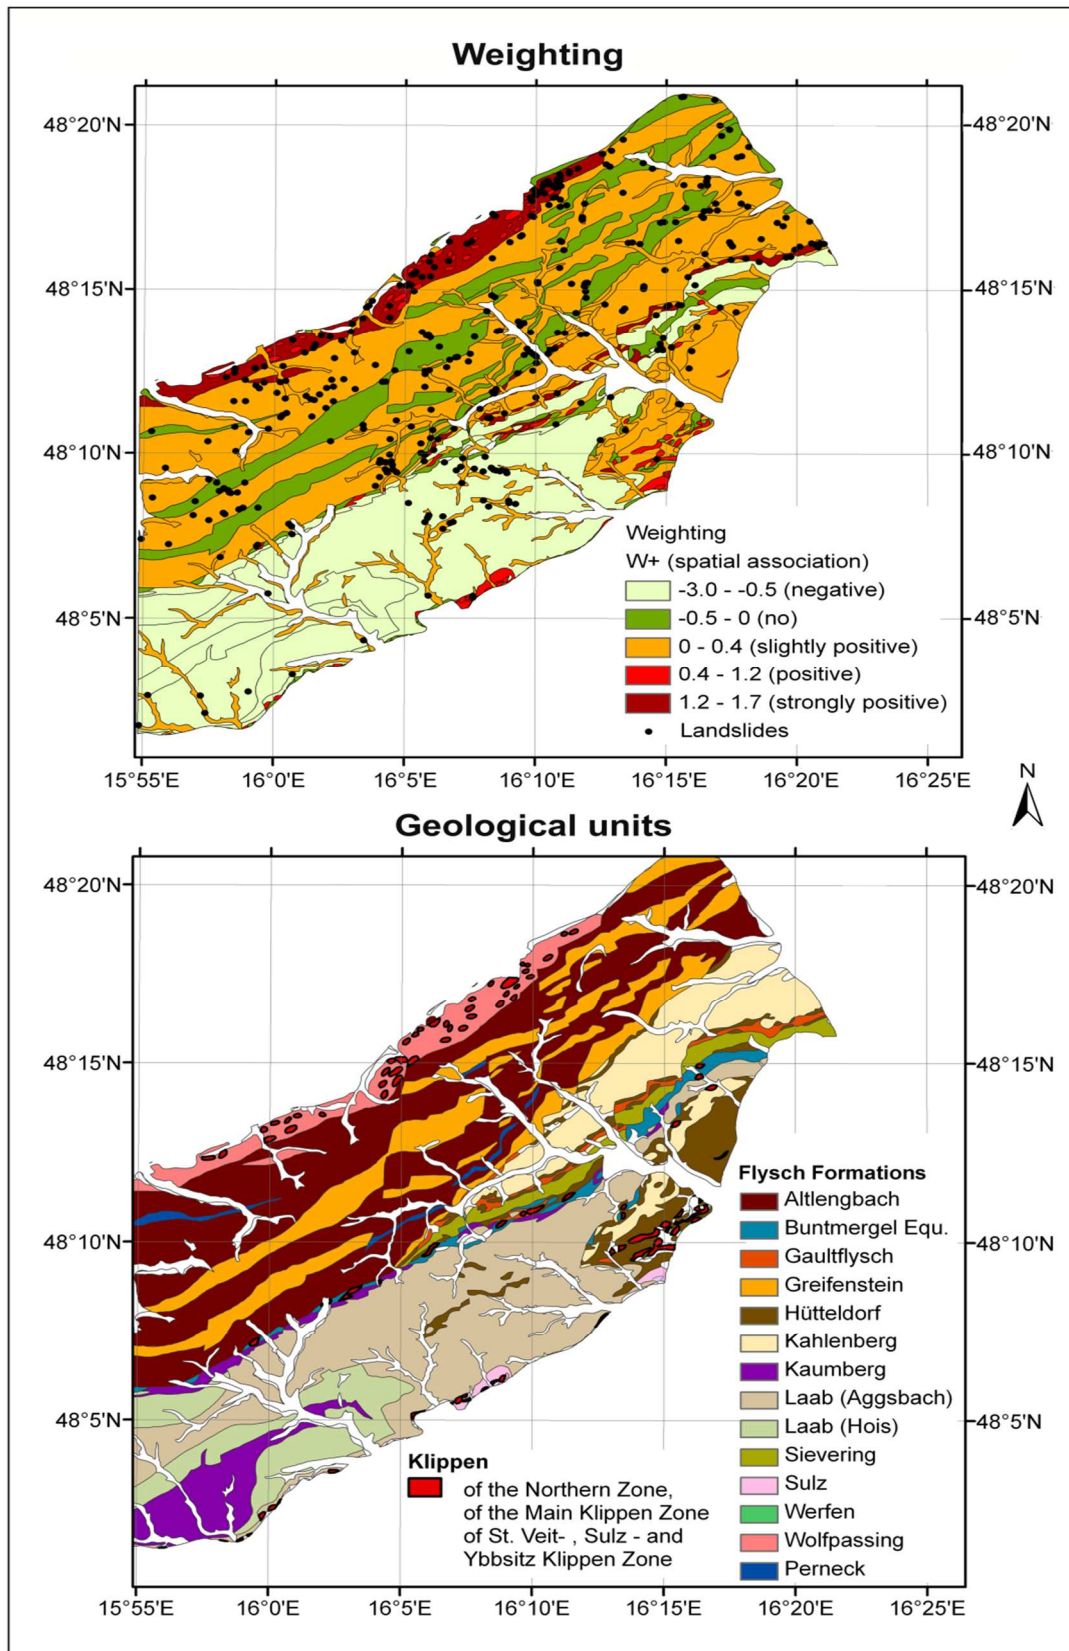 Weighting
48°20'N
48°20'N
48°15'N
48°15'N
48°10'N
48°10'N
48°5'N
48°5'N
Weighting
W+ (spatial association)
-3.0 - -0.5 (negative)
-0.5 - 0 (no)
0 - 0.4 (slightly positive)
0.4 - 1.2 (positive)
1.2 - 1.7 (strongly positive)
Landslides
15°55'E
16°0'E
16°5'E
16°10'E
16°15'E
16°20'E
16°25'E
N
Geological units
48°20'N
48°20'N
48°15'N
48°15'N
48°10'N
48°10'N
48°5'N
48°5'N
Flysch Formations
Altlengbach
Buntmergel Equ.
Gaultflysch
Greifenstein
Hütteldorf
Kahlenberg
Kaumberg
Laab (Aggsbach)
Laab (Hois)
Sievering
Sulz
Werfen
Wolfpassing
Perneck
Klippen
of the Northern Zone,
of the Main Klippen Zone
of St. Veit- , Sulz - and
Ybbsitz Klippen Zone
15°55'E
16°0'E
16°5'E
16°10'E
16°15'E
16°20'E
16°25'E